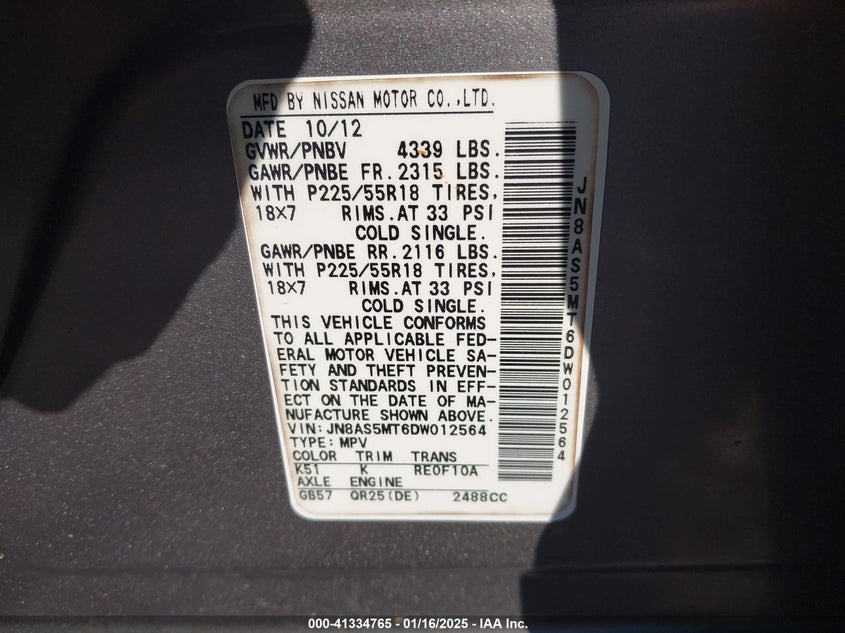 MFD BY NISSAN MOTOR CO.,LTD.
DATE 10/12
GVWR/PNBV 4339 LBS.
GAWR/PNBE FR.2315 LBS.
WITH P225/55R18 TIRES,
18×7 RIMS.AT 33 PSI
COLD SINGLE.
GAWR/PNBE RR.2116 LBS.
WITH P225/55R18 TIRES,
18×7 RIMS.AT 33 PSI
COLD SINGLE.
THIS VEHICLE CONFORMS
TO ALL APPLICABLE FED-
ERAL MOTOR VEHICLE SA-
FETY AND THEFT PREVEN-
TION STANDARDS IN EFF-
ECT ON THE DATE OF MA-
NUFACTURE SHOWN ABOVE.
VIN: JN8AS5MT6DW012564
TYPE: MPV
COLOR TRIM TRANS
K51 K RE0F10A
AXLE ENGINE
GB57 QR25(DE) 2488CC
JN8AS5MT6DW012564
000-41334765 - 01/16/2025 - IAA Inc.